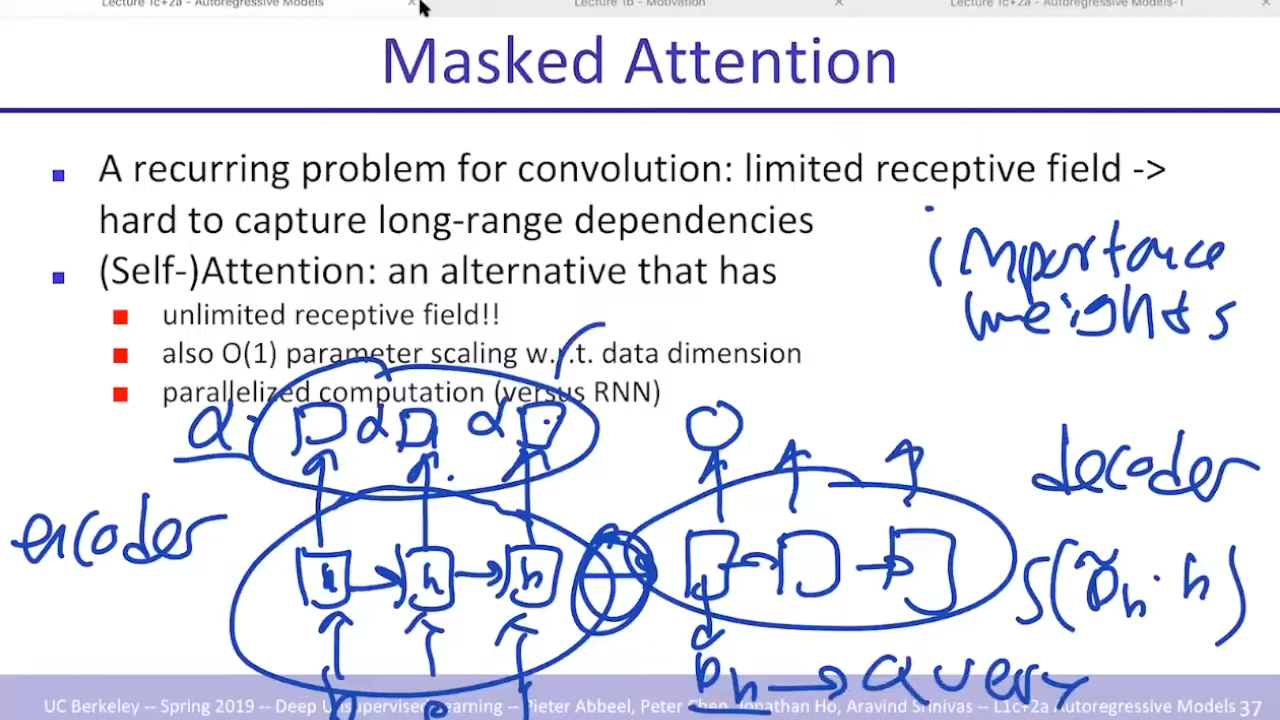 Lecture 1c+2a - Autoregressive Models
Lecture 1b - Motivation
Lecture 1c+2a - Autoregressive Models-1
Masked Attention
A recurring problem for convolution: limited receptive field ->
hard to capture long-range dependencies
(Self-)Attention: an alternative that has
unlimited receptive field!!
also O(1) parameter scaling w.r.t. data dimension
parallelized computation (versus RNN)
importance
weights
α α α
decoder
encoder
h h h
S( h · h)
Dh → query
UC Berkeley -- Spring 2019 -- Deep Unsupervised Learning -- Pieter Abbeel, Peter Chen, Jonathan Ho, Aravind Srinivas -- L1c+2a Autoregressive Models 37